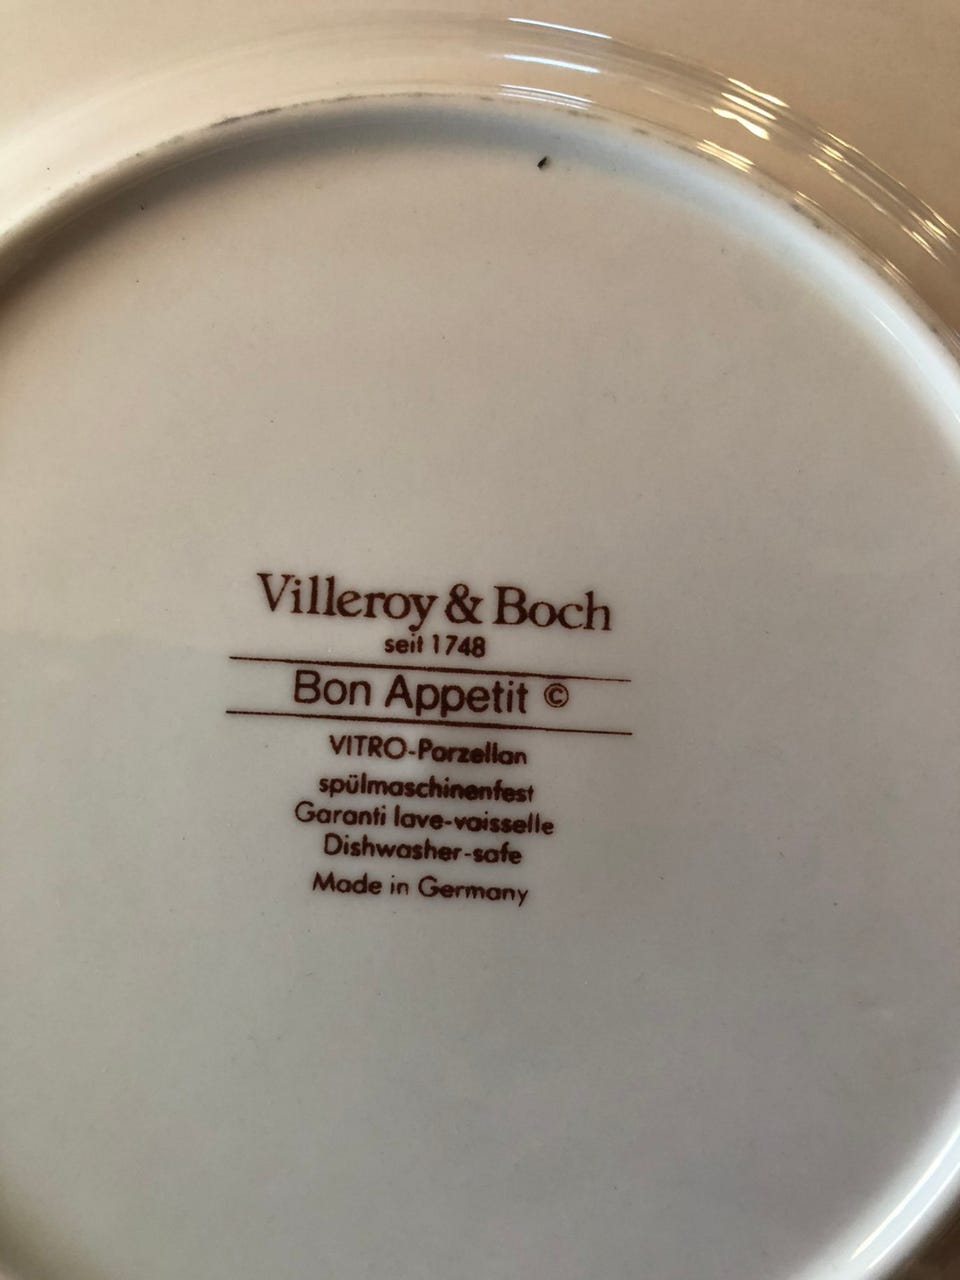 Villeroy & Boch
seit 1748
Bon Appetit ©
VITRO-Porzellan
spülmaschinenfest
Garanti lave-vaisselle
Dishwasher-safe
Made in Germany